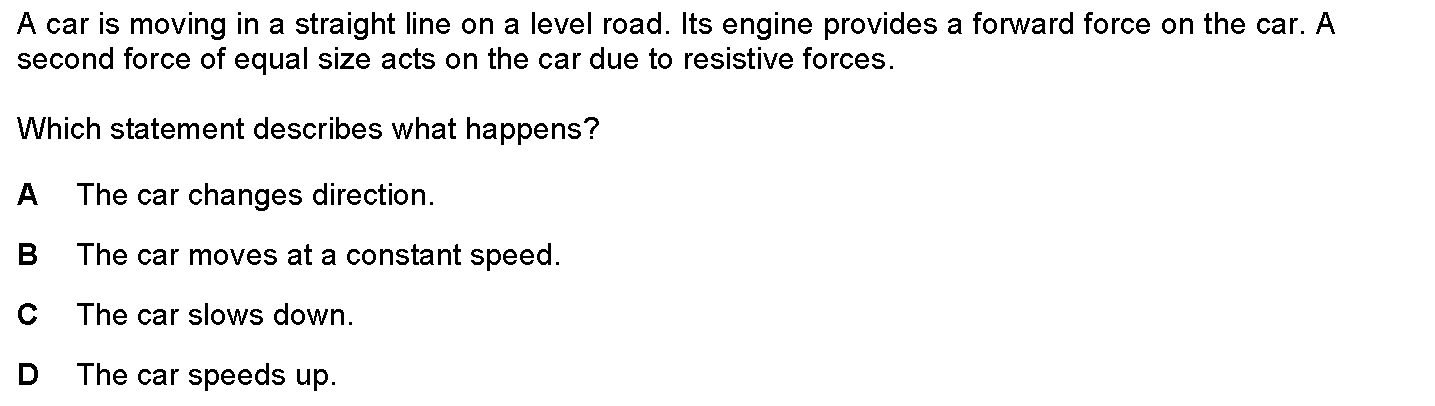 A car is moving in a straight line on a level road. Its engine provides a forward force on the car. A
second force of equal size acts on the car due to resistive forces.
Which statement describes what happens?
A The car changes direction.
B The car moves at a constant speed.
C The car slows down.
D The car speeds up.